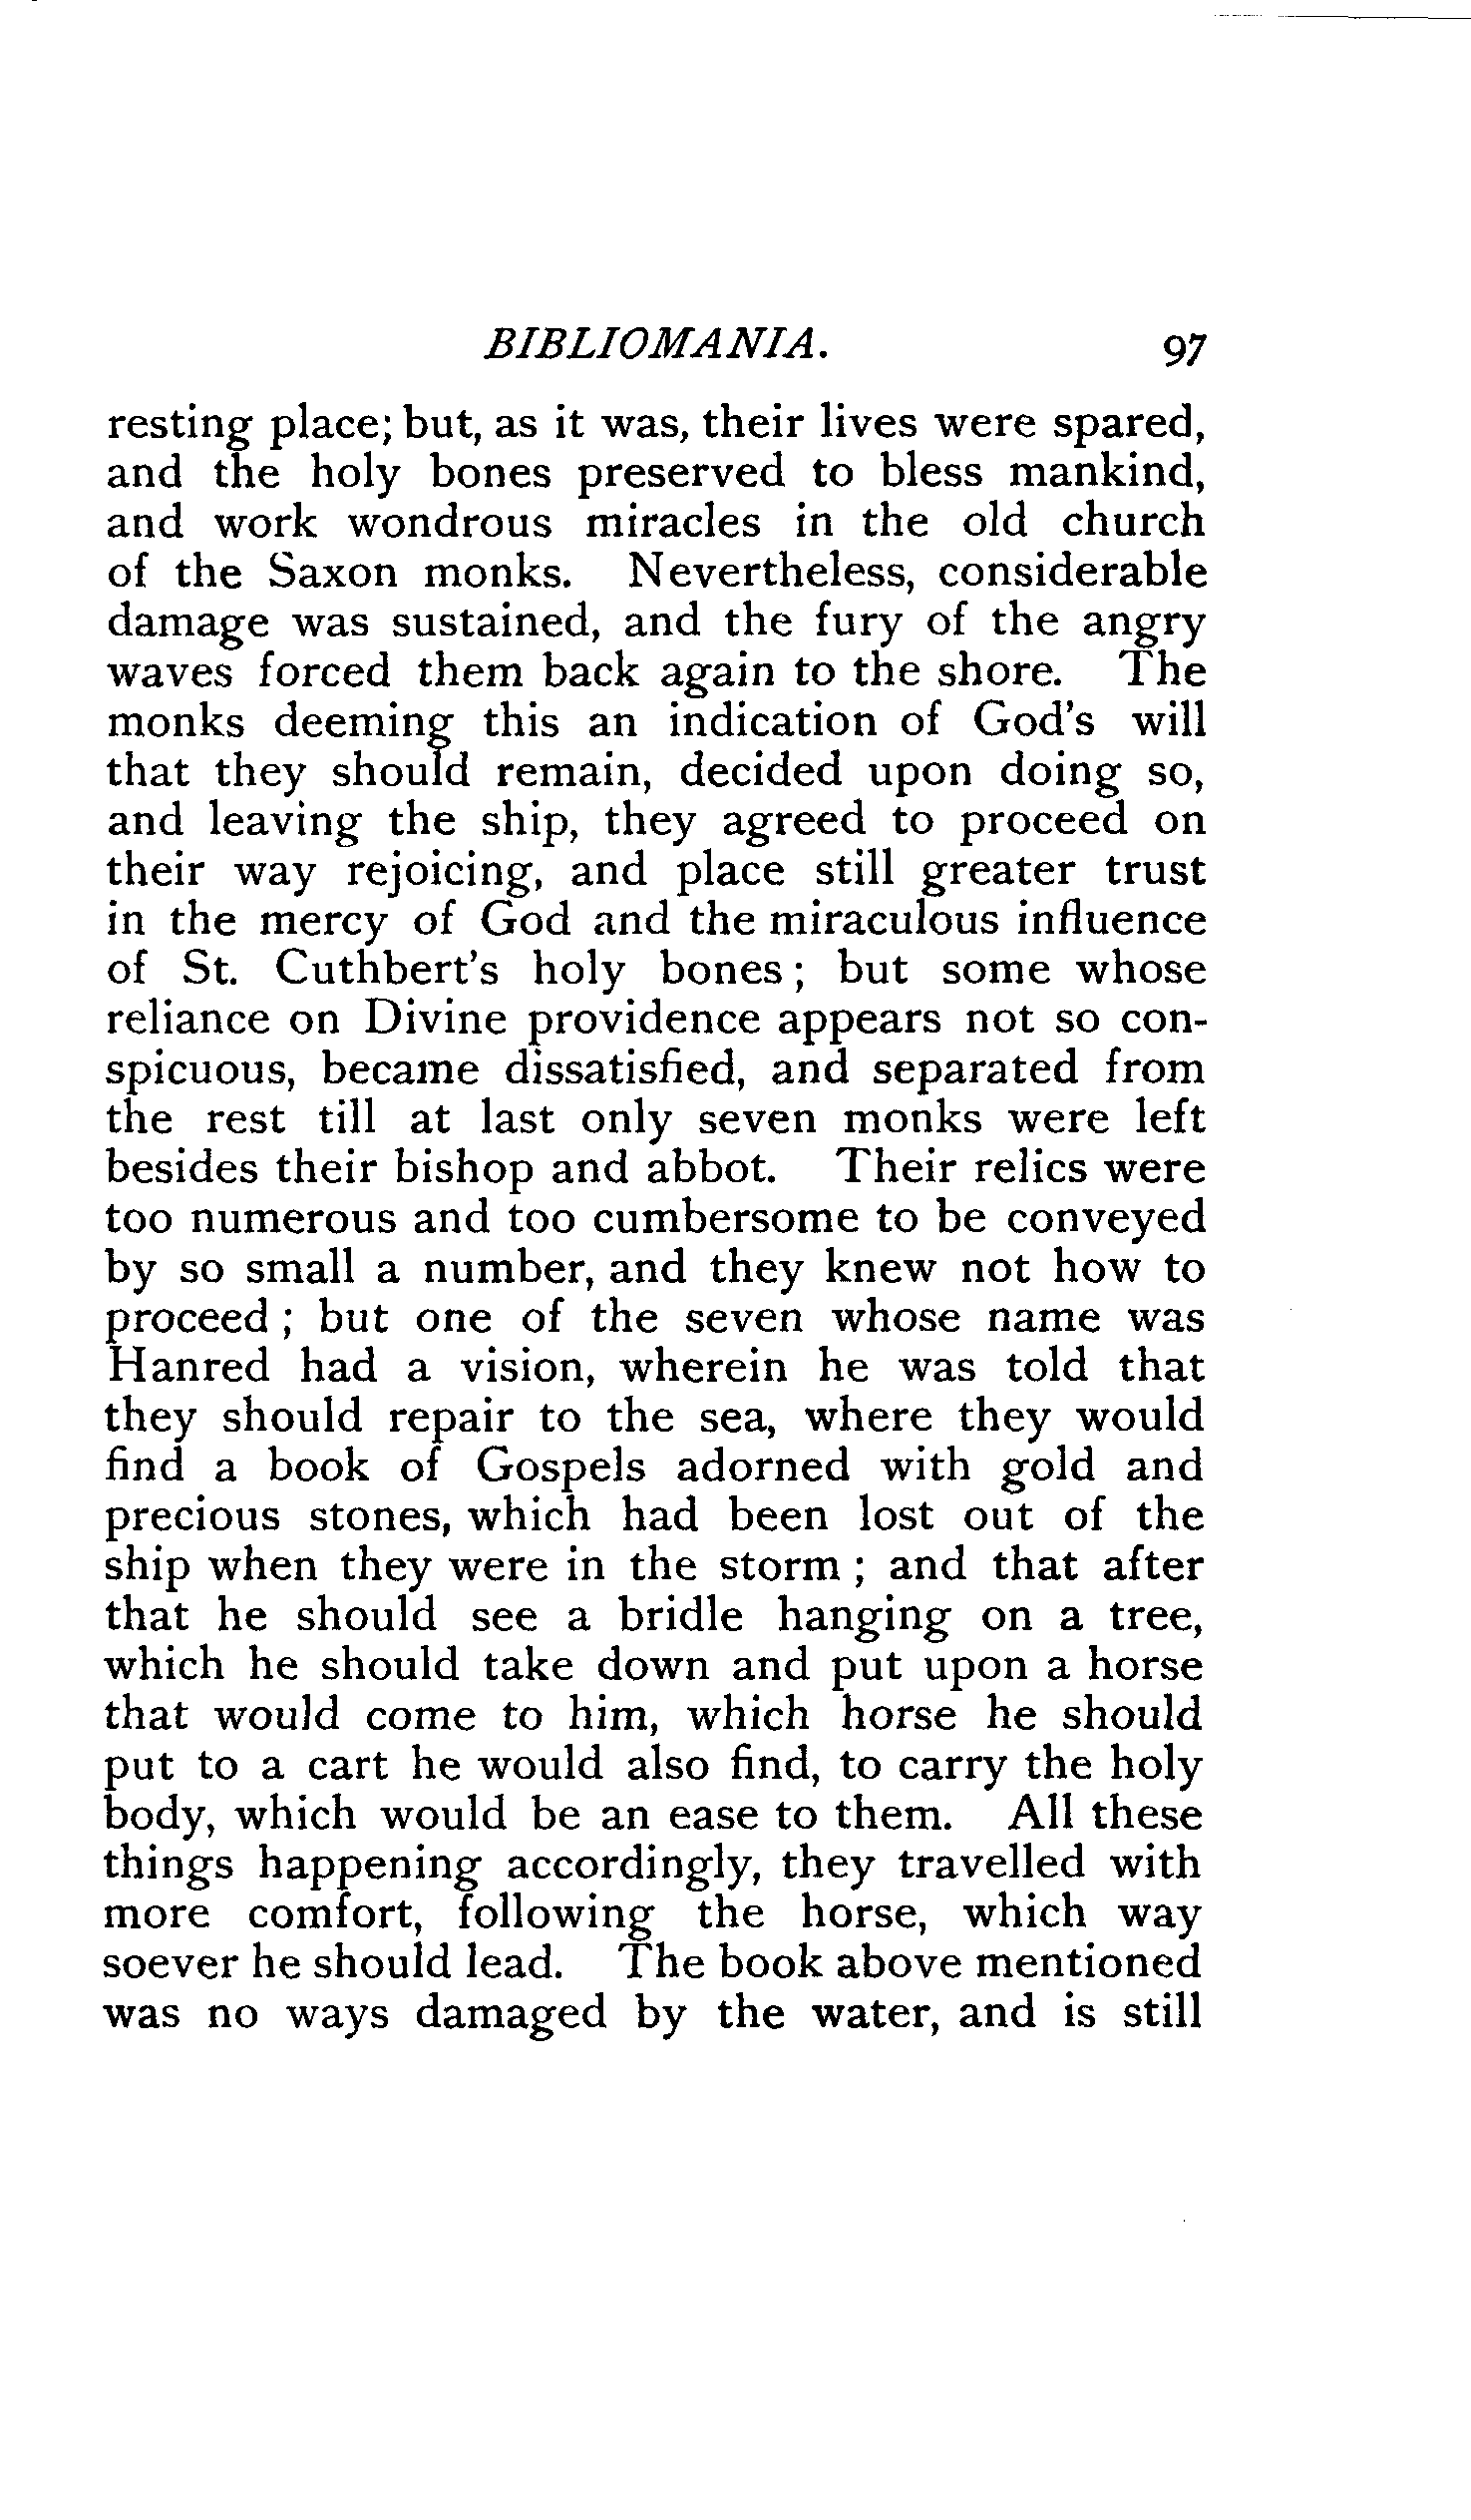 BIBLIOMANIA. 97
resting place; but, as it was, their lives were spared,
and the holy bones preserved to bless mankind,
and work wondrous miracles in the old church
of the Saxon monks. Nevertheless, considerable
damage was sustained, and the fury of the angry
waves forced them back again to the shore. The
monks deeming this an indication of God's will
that they should remain, decided upon doing so,
and leaving the ship, they agreed to proceed on
their way rejoicing, and place still greater trust
in the mercy of God and the miraculous influence
of St. Cuthbert's holy bones; but some whose
reliance on Divine providence appears not so con-
spicuous, became dissatisfied, and separated from
the rest till at last only seven monks were left
besides their bishop and abbot. Their relics were
too numerous and too cumbersome to be conveyed
by so small a number, and they knew not how to
proceed; but one of the seven whose name was
Hanred had a vision, wherein he was told that
they should repair to the sea, where they would
find a book of Gospels adorned with gold and
precious stones, which had been lost out of the
ship when they were in the storm; and that after
that he should see a bridle hanging on a tree,
which he should take down and put upon a horse
that would come to him, which horse he should
put to a cart he would also find, to carry the holy
body, which would be an ease to them. All these
things happening accordingly, they travelled with
more comfort, following the horse, which way
soever he should lead. The book above mentioned
was no ways damaged by the water, and is still